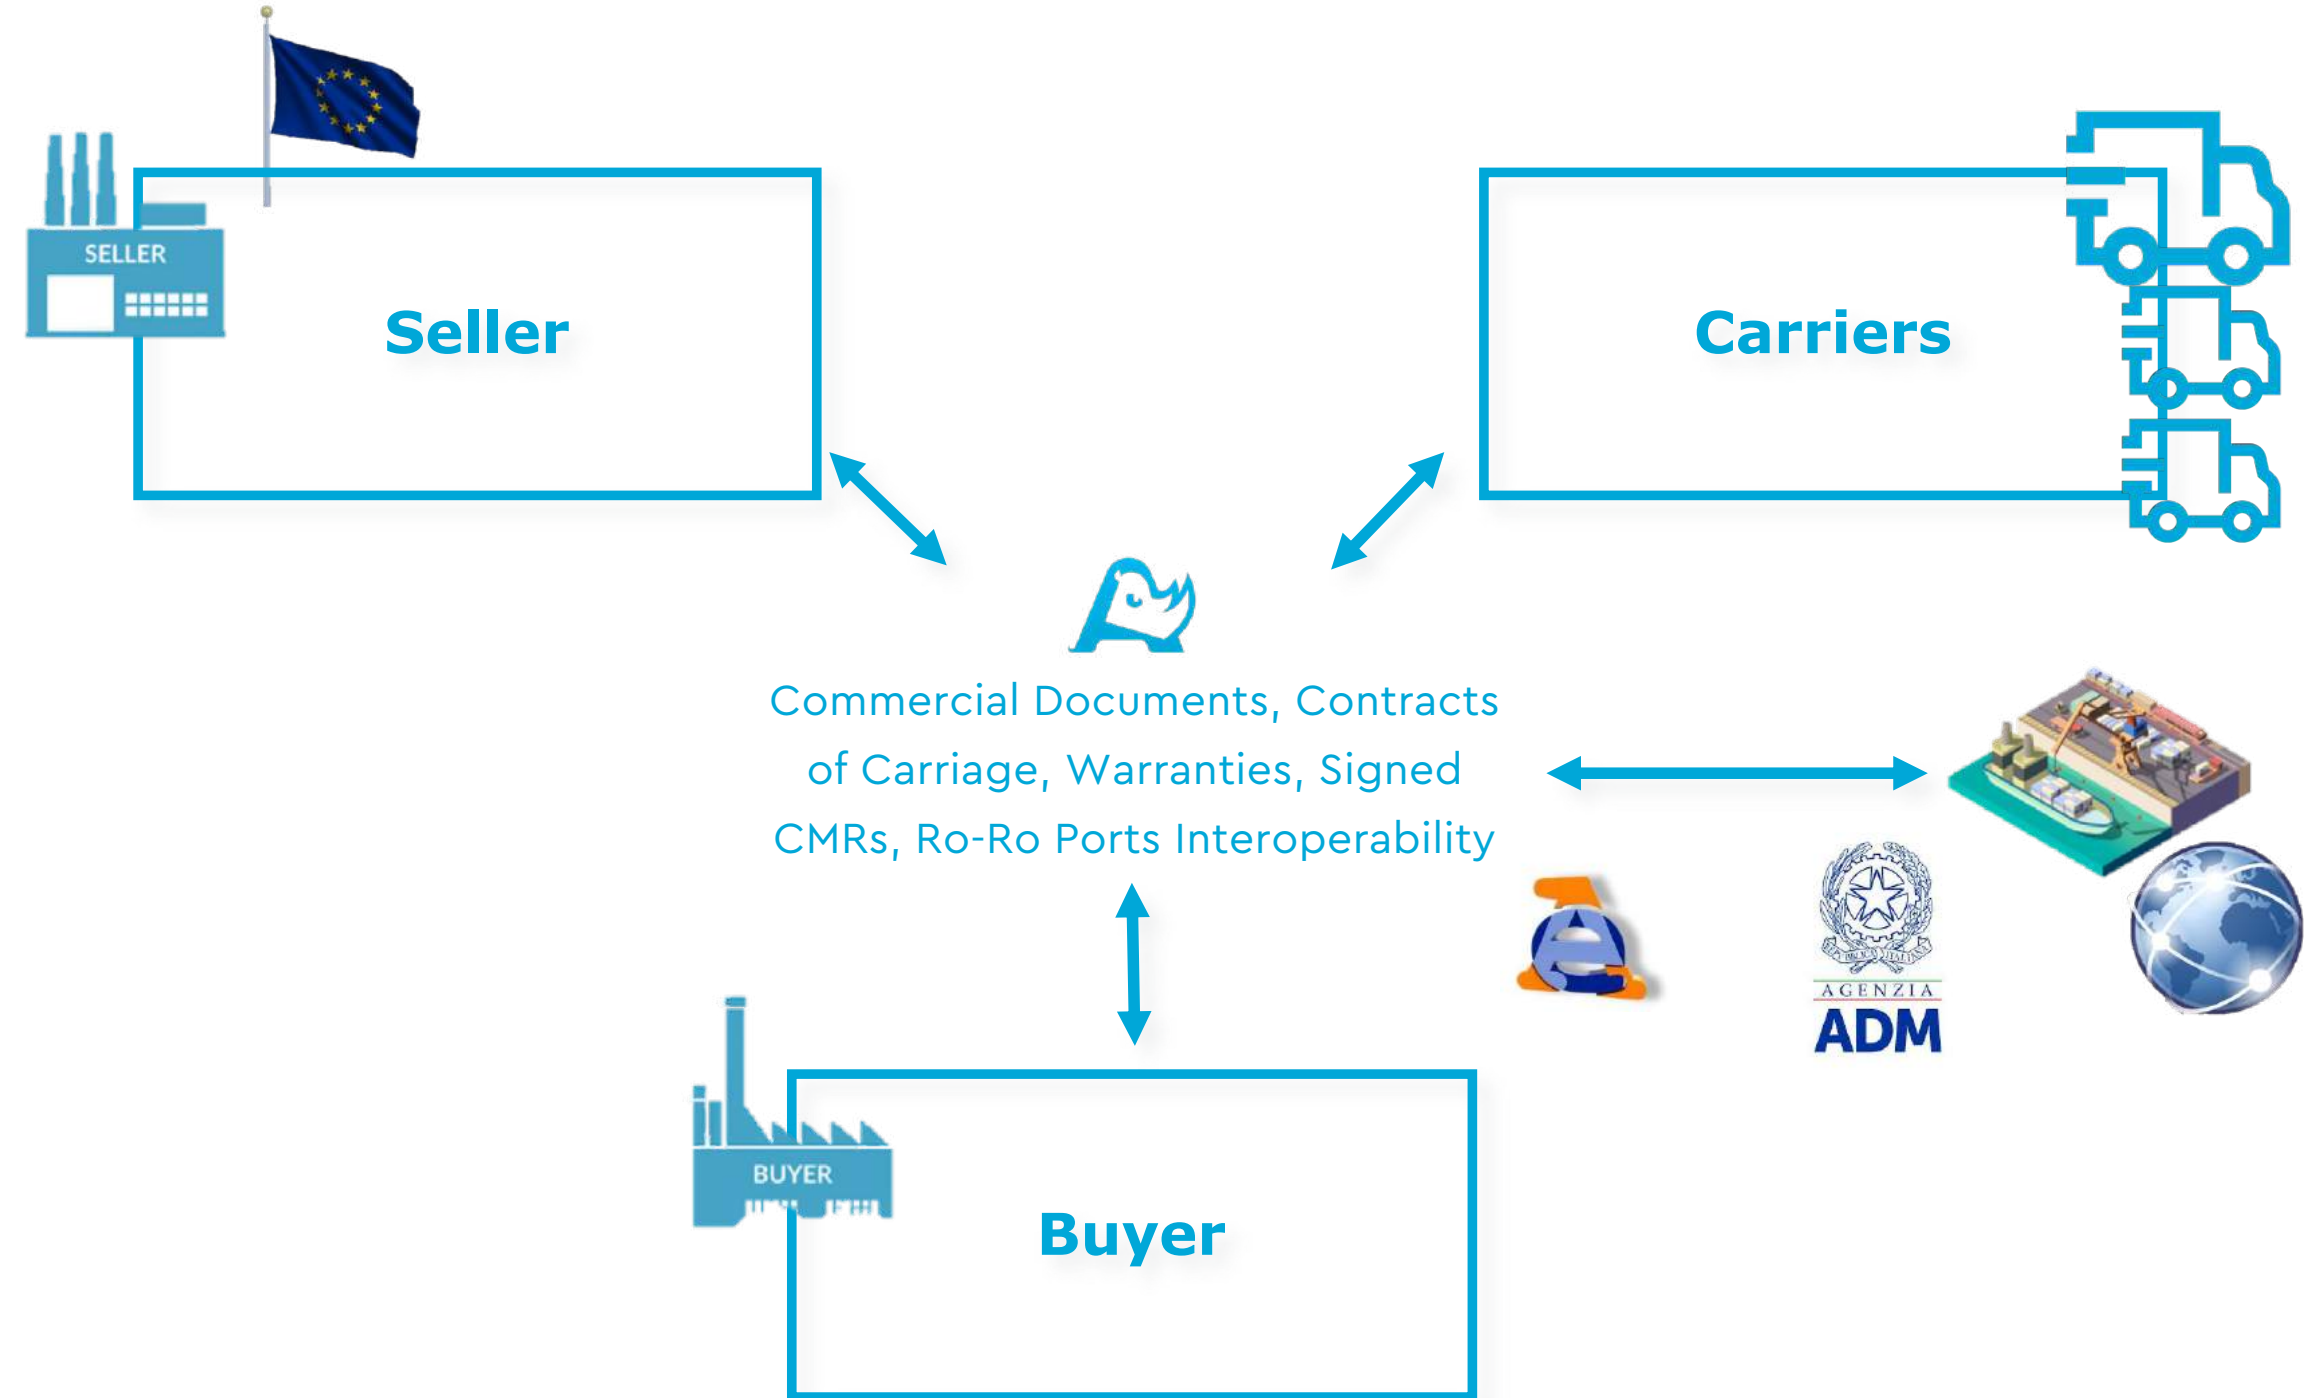 SELLER
Seller
Carriers
Commercial Documents, Contracts
of Carriage, Warranties, Signed
CMRs, Ro-Ro Ports Interoperability
AGENZIA
ADM
BUYER
Buyer